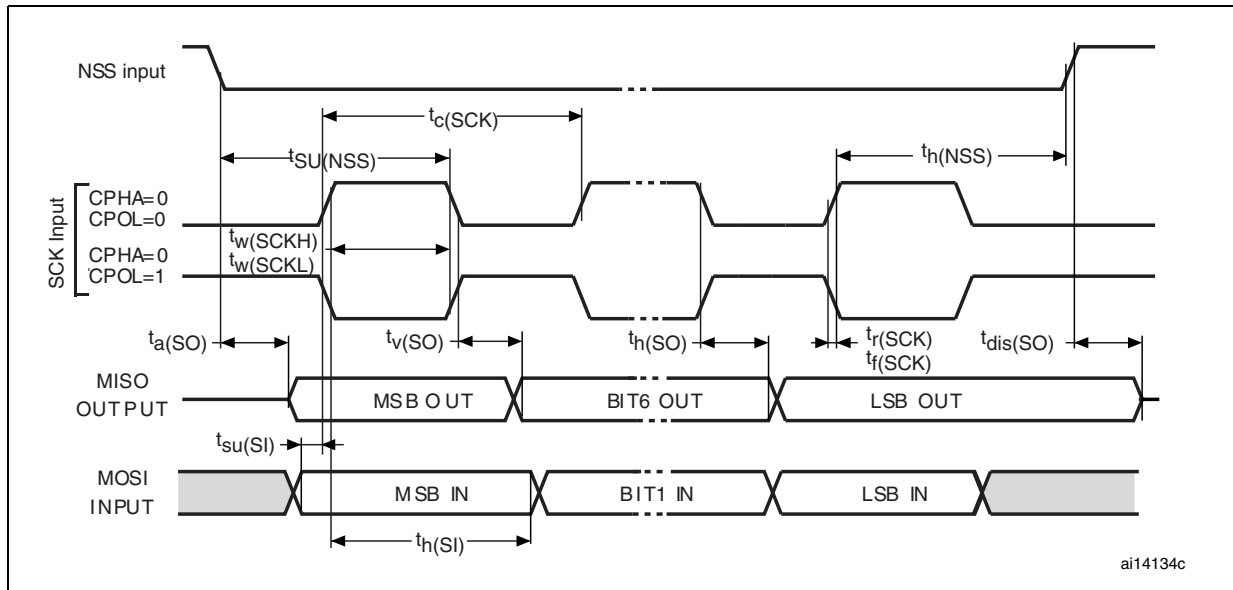 NSS input
tc(SCK)
tSU(NSS)
th(NSS)
SCK Input
CPHA=0
CPOL=0
tw(SCKH)
CPHA=0
tw(SCKL)
CPOL=1
ta(SO)
tv(SO)
th(SO)
tr(SCK)
tf(SCK)
tdis(SO)
MISO
OUTPUT
MSB OUT
BIT6 OUT
LSB OUT
tsu(SI)
MOSI
INPUT
MSB IN
BIT1 IN
LSB IN
th(SI)
ai14134c